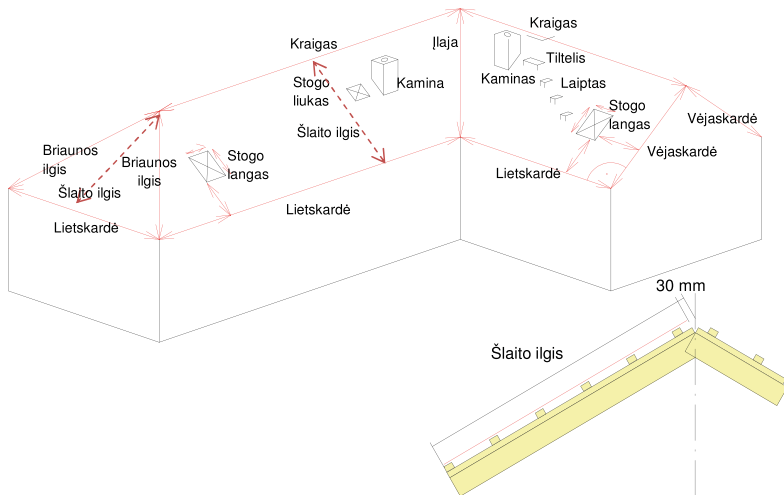 Kraigas
Kraigas
Įlaja
Tiltelis
Kaminas
Kamina
Stogo
liukas
Laiptas
Stogo
langas
Vėjaskardė
Šlaito ilgis
Briaunos
ilgis
Briaunos
ilgis
Stogo
langas
Vėjaskardė
Lietskardė
Šlaito ilgis
Lietskardė
Lietskardė
30 mm
Šlaito ilgis